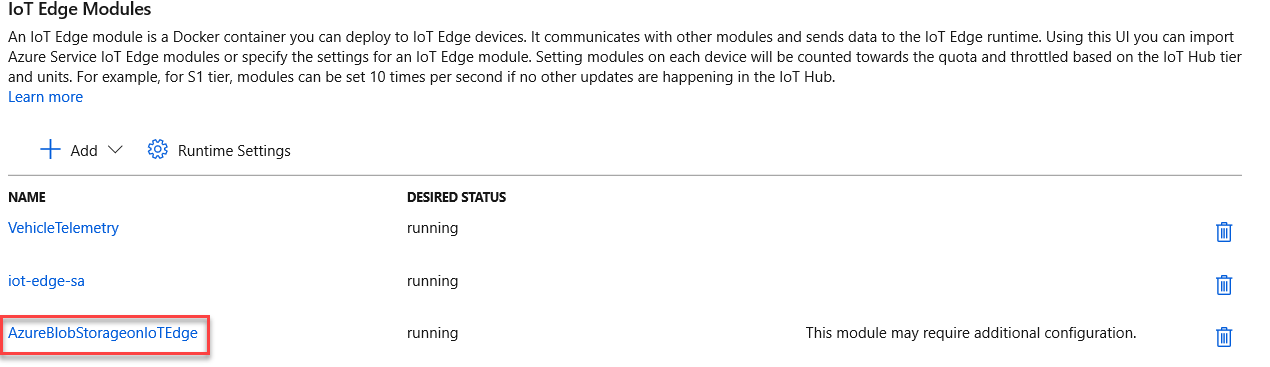 IoT Edge Modules
An IoT Edge module is a Docker container you can deploy to IoT Edge devices. It communicates with other modules and sends data to the IoT Edge runtime. Using this UI you can import
Azure Service IoT Edge modules or specify the settings for an IoT Edge module. Setting modules on each device will be counted towards the quota and throttled based on the IoT Hub tier
and units. For example, for S1 tier, modules can be set 10 times per second if no other updates are happening in the IoT Hub.
Learn more
Add Runtime Settings
NAME DESIRED STATUS
VehicleTelemetry running
iot-edge-sa running
AzureBlobStorageonIoTEdge running This module may require additional configuration.